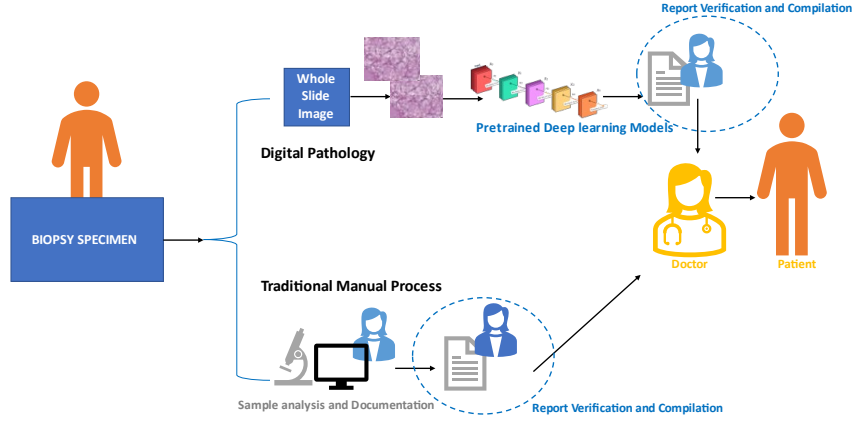 Report Verification and Compilation
Whole
Slide
Image
Pretrained Deep learning Models
Digital Pathology
BIOPSY SPECIMEN
Doctor
Patient
Traditional Manual Process
Sample analysis and Documentation
Report Verification and Compilation